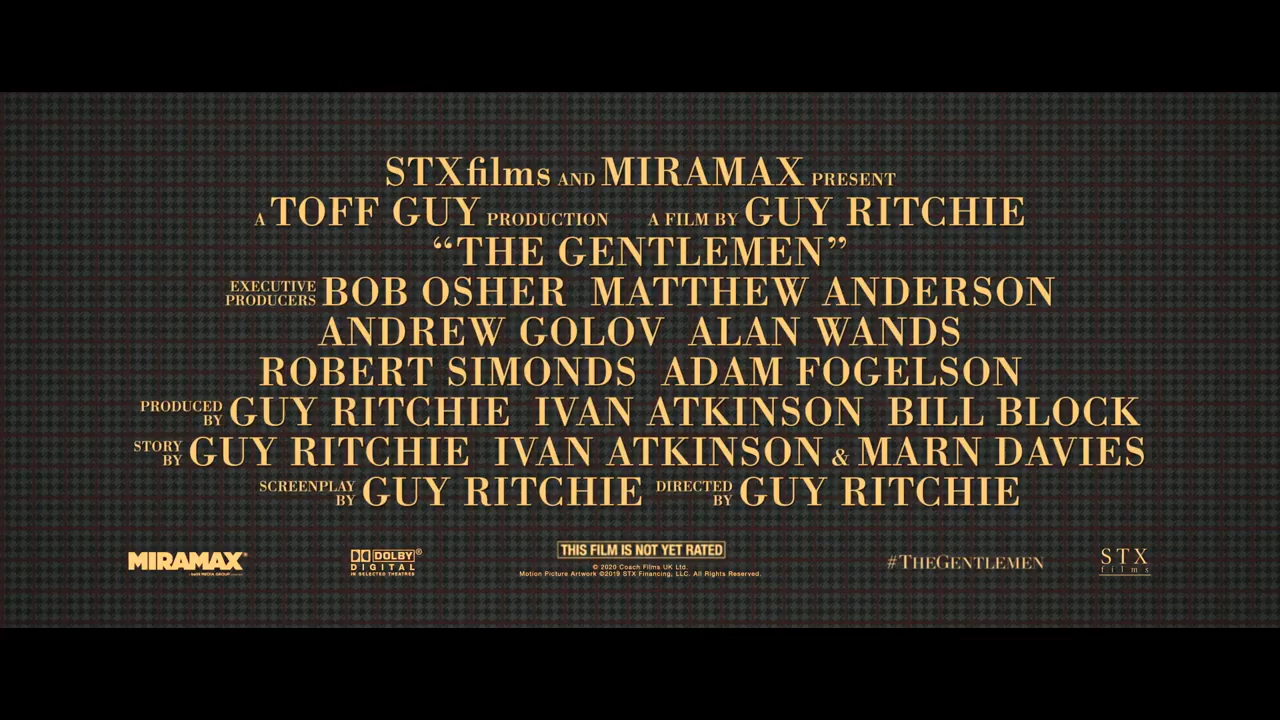 STXfilms AND MIRAMAX PRESENT
A TOFF GUY PRODUCTION A FILM BY GUY RITCHIE
“THE GENTLEMEN”
EXECUTIVE PRODUCERS BOB OSHER MATTHEW ANDERSON
ANDREW GOLOV ALAN WANDS
ROBERT SIMONDS ADAM FOGELSON
PRODUCED BY GUY RITCHIE IVAN ATKINSON BILL BLOCK
STORY BY GUY RITCHIE IVAN ATKINSON & MARN DAVIES
SCREENPLAY BY GUY RITCHIE DIRECTED BY GUY RITCHIE
MIRAMAX®
DOLBY®
DIGITAL
IN SELECTED THEATRES
THIS FILM IS NOT YET RATED
© 2020 Coach Films UK Ltd.
Motion Picture Artwork ©2019 STX Financing, LLC. All Rights Reserved.
#THEGENTLEMEN
STX
films